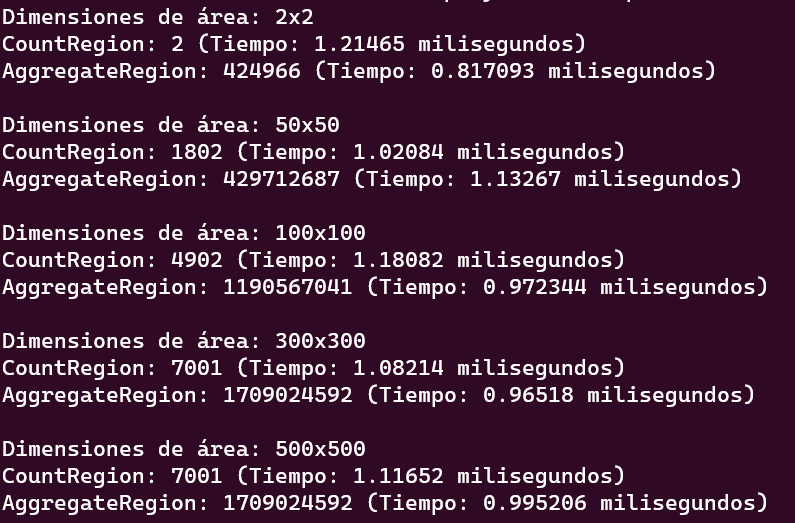 Dimensiones de área: 2x2
CountRegion: 2 (Tiempo: 1.21465 milisegundos)
AggregateRegion: 424966 (Tiempo: 0.817093 milisegundos)
Dimensiones de área: 50x50
CountRegion: 1802 (Tiempo: 1.02084 milisegundos)
AggregateRegion: 429712687 (Tiempo: 1.13267 milisegundos)
Dimensiones de área: 100x100
CountRegion: 4902 (Tiempo: 1.18082 milisegundos)
AggregateRegion: 1190567041 (Tiempo: 0.972344 milisegundos)
Dimensiones de área: 300x300
CountRegion: 7001 (Tiempo: 1.08214 milisegundos)
AggregateRegion: 1709024592 (Tiempo: 0.96518 milisegundos)
Dimensiones de área: 500x500
CountRegion: 7001 (Tiempo: 1.11652 milisegundos)
AggregateRegion: 1709024592 (Tiempo: 0.995206 milisegundos)